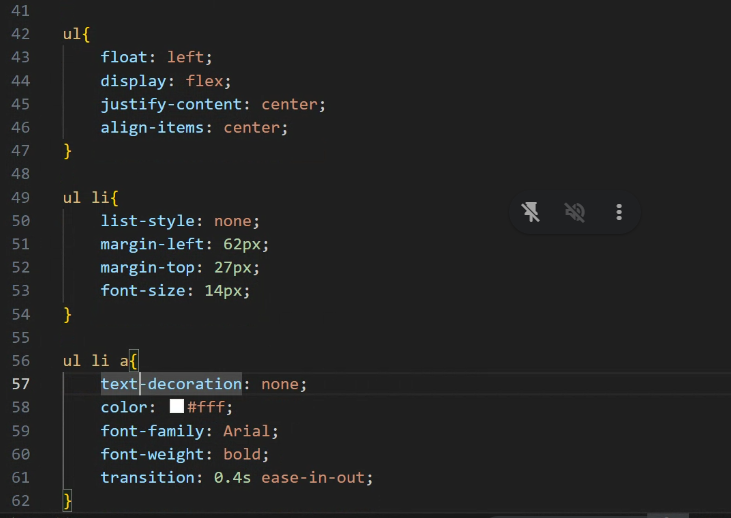 41
42 ul{
43 float: left;
44 display: flex;
45 justify-content: center;
46 align-items: center;
47 }
48
49 ul li{
50 list-style: none;
51 margin-left: 62px;
52 margin-top: 27px;
53 font-size: 14px;
54 }
55
56 ul li a{
57 text-decoration: none;
58 color: #fff;
59 font-family: Arial;
60 font-weight: bold;
61 transition: 0.4s ease-in-out;
62 }